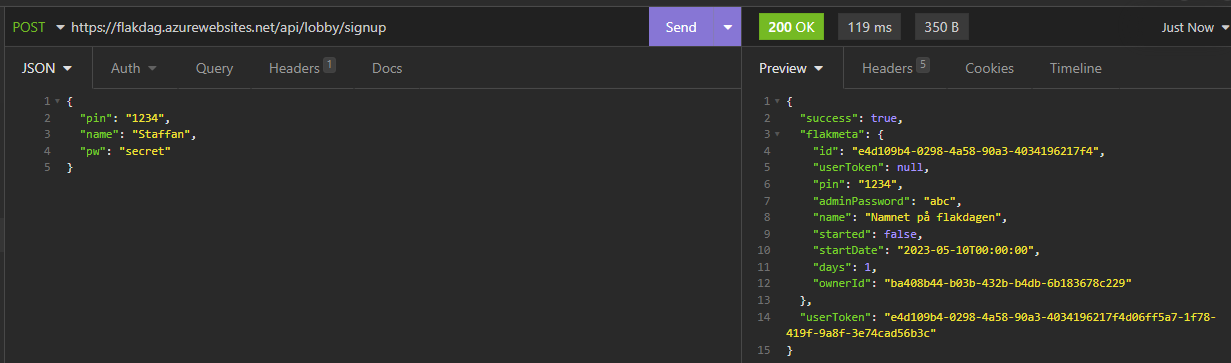 POST https://flakdag.azurewebsites.net/api/lobby/signup Send 200 OK 119 ms 350 B Just Now
JSON Auth Query Headers 1 Docs Preview Headers 5 Cookies Timeline
1 {
2 "pin": "1234",
3 "name": "Staffan",
4 "pw": "secret"
5 }
1 {
2 "success": true,
3 "flakmeta": {
4 "id": "e4d109b4-0298-4a58-90a3-4034196217f4",
5 "userToken": null,
6 "pin": "1234",
7 "adminPassword": "abc",
8 "name": "Namnet på flakdagen",
9 "started": false,
10 "startDate": "2023-05-10T00:00:00",
11 "days": 1,
12 "ownerId": "ba408b44-b03b-432b-b4db-6b183678c229"
13 },
14 "userToken": "e4d109b4-0298-4a58-90a3-4034196217f4d06ff5a7-1f78-
419f-9a8f-3e74cad56b3c"
15 }